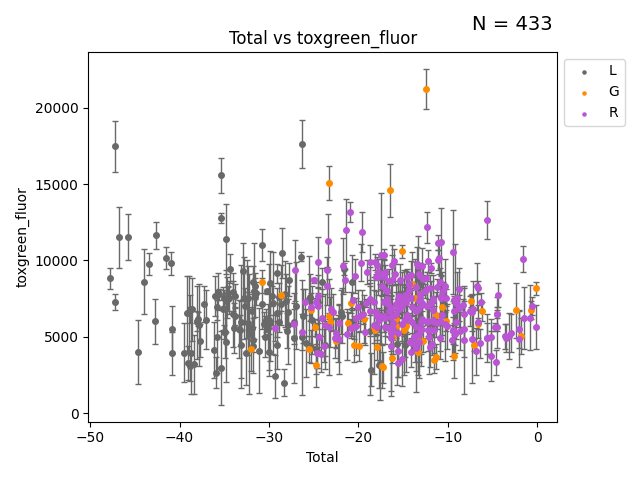 N = 433
Total vs toxgreen_fluor
L
G
R
20000
15000
10000
5000
0
toxgreen_fluor
−50
−40
−30
−20
−10
0
Total